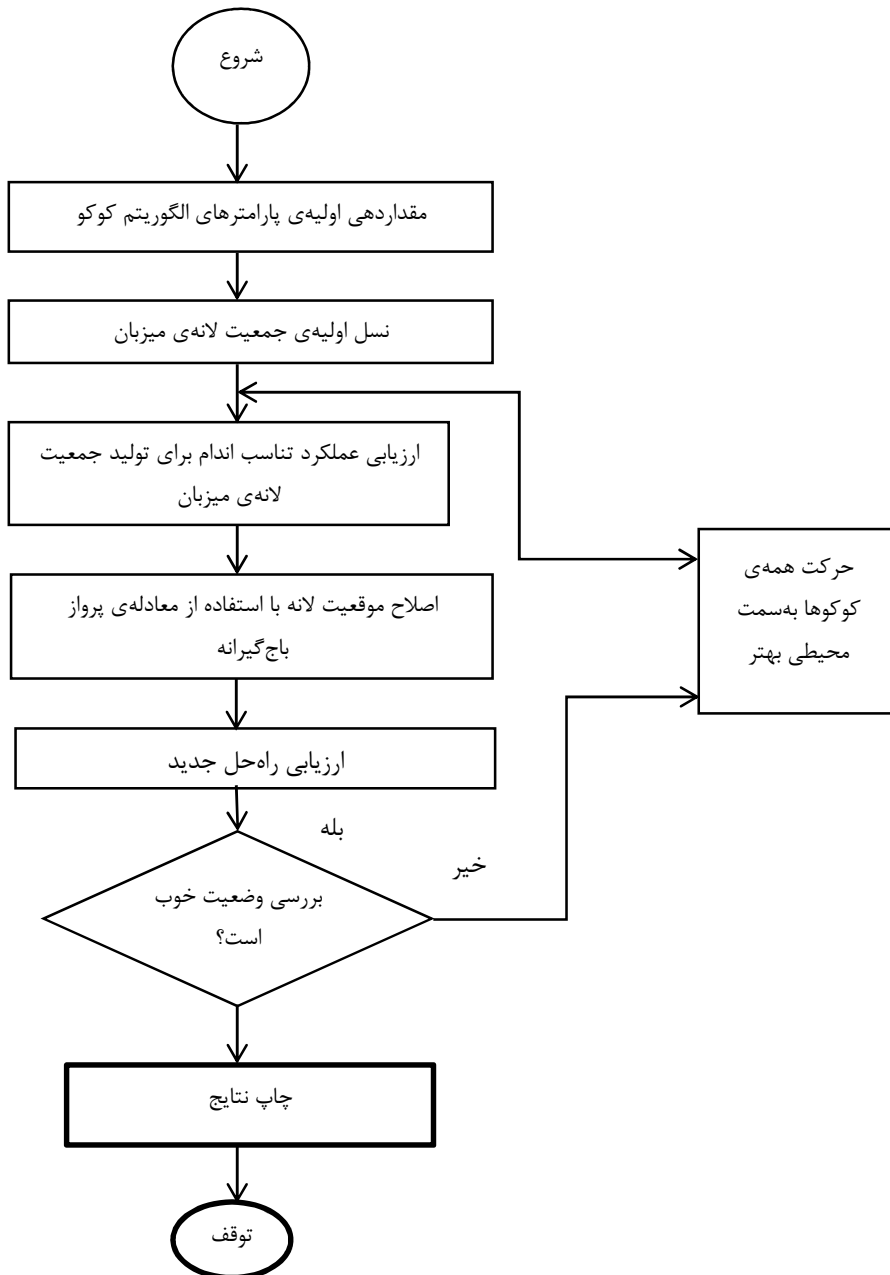 شروع
مقداردهی اولیه‌ی پارامترهای الگوریتم کوکو
نسل اولیه‌ی جمعیت لانه‌ی میزبان
ارزیابی عملکرد تناسب اندام برای تولید جمعیت
لانه‌ی میزبان
حرکت همه‌ی
کوکوها به‌سمت
محیطی بهتر
اصلاح موقعیت لانه با استفاده از معادله‌ی پرواز
باج‌گیرانه
ارزیابی راه‌حل جدید
بله
خیر
بررسی وضعیت خوب
است؟
چاپ نتایج
توقف